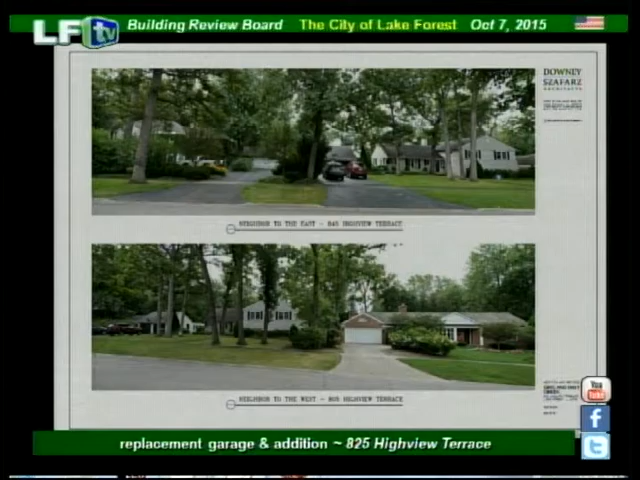 LF tv Building Review Board The City of Lake Forest Oct 7, 2015
DOWNEY
SZAFARZ
ARCHITECTS
NEIGHBOR TO THE EAST - 845 HIGHVIEW TERRACE
NEIGHBOR TO THE WEST - 805 HIGHVIEW TERRACE
You
Tube
f
t
replacement garage & addition ~ 825 Highview Terrace